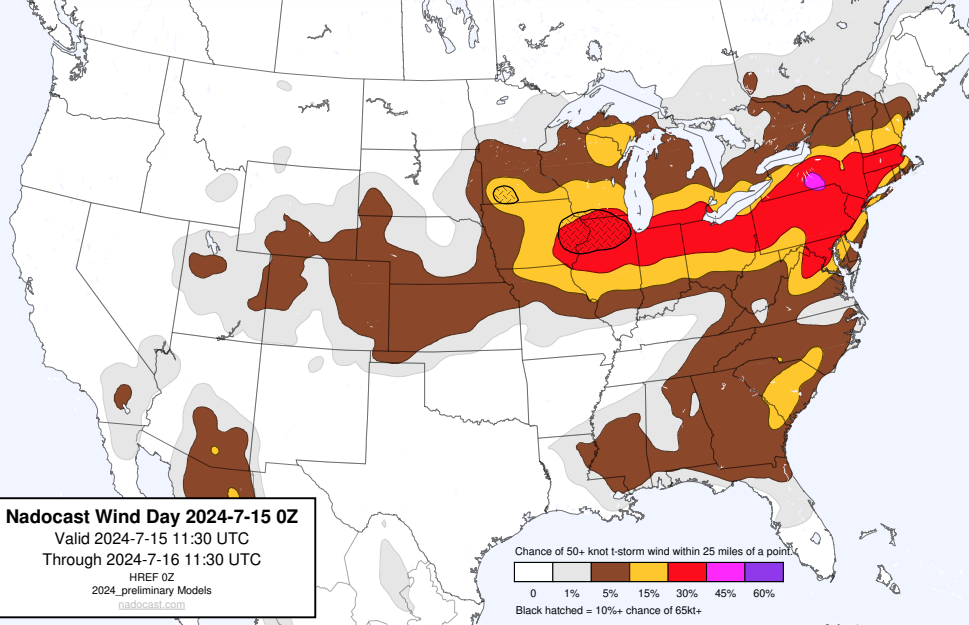 Nadocast Wind Day 2024-7-15 0Z
Valid 2024-7-15 11:30 UTC
Through 2024-7-16 11:30 UTC
HREF 0Z
2024_preliminary Models
nadocast.com
Chance of 50+ knot t-storm wind within 25 miles of a point.
0 1% 5% 15% 30% 45% 60%
Black hatched = 10%+ chance of 65kt+